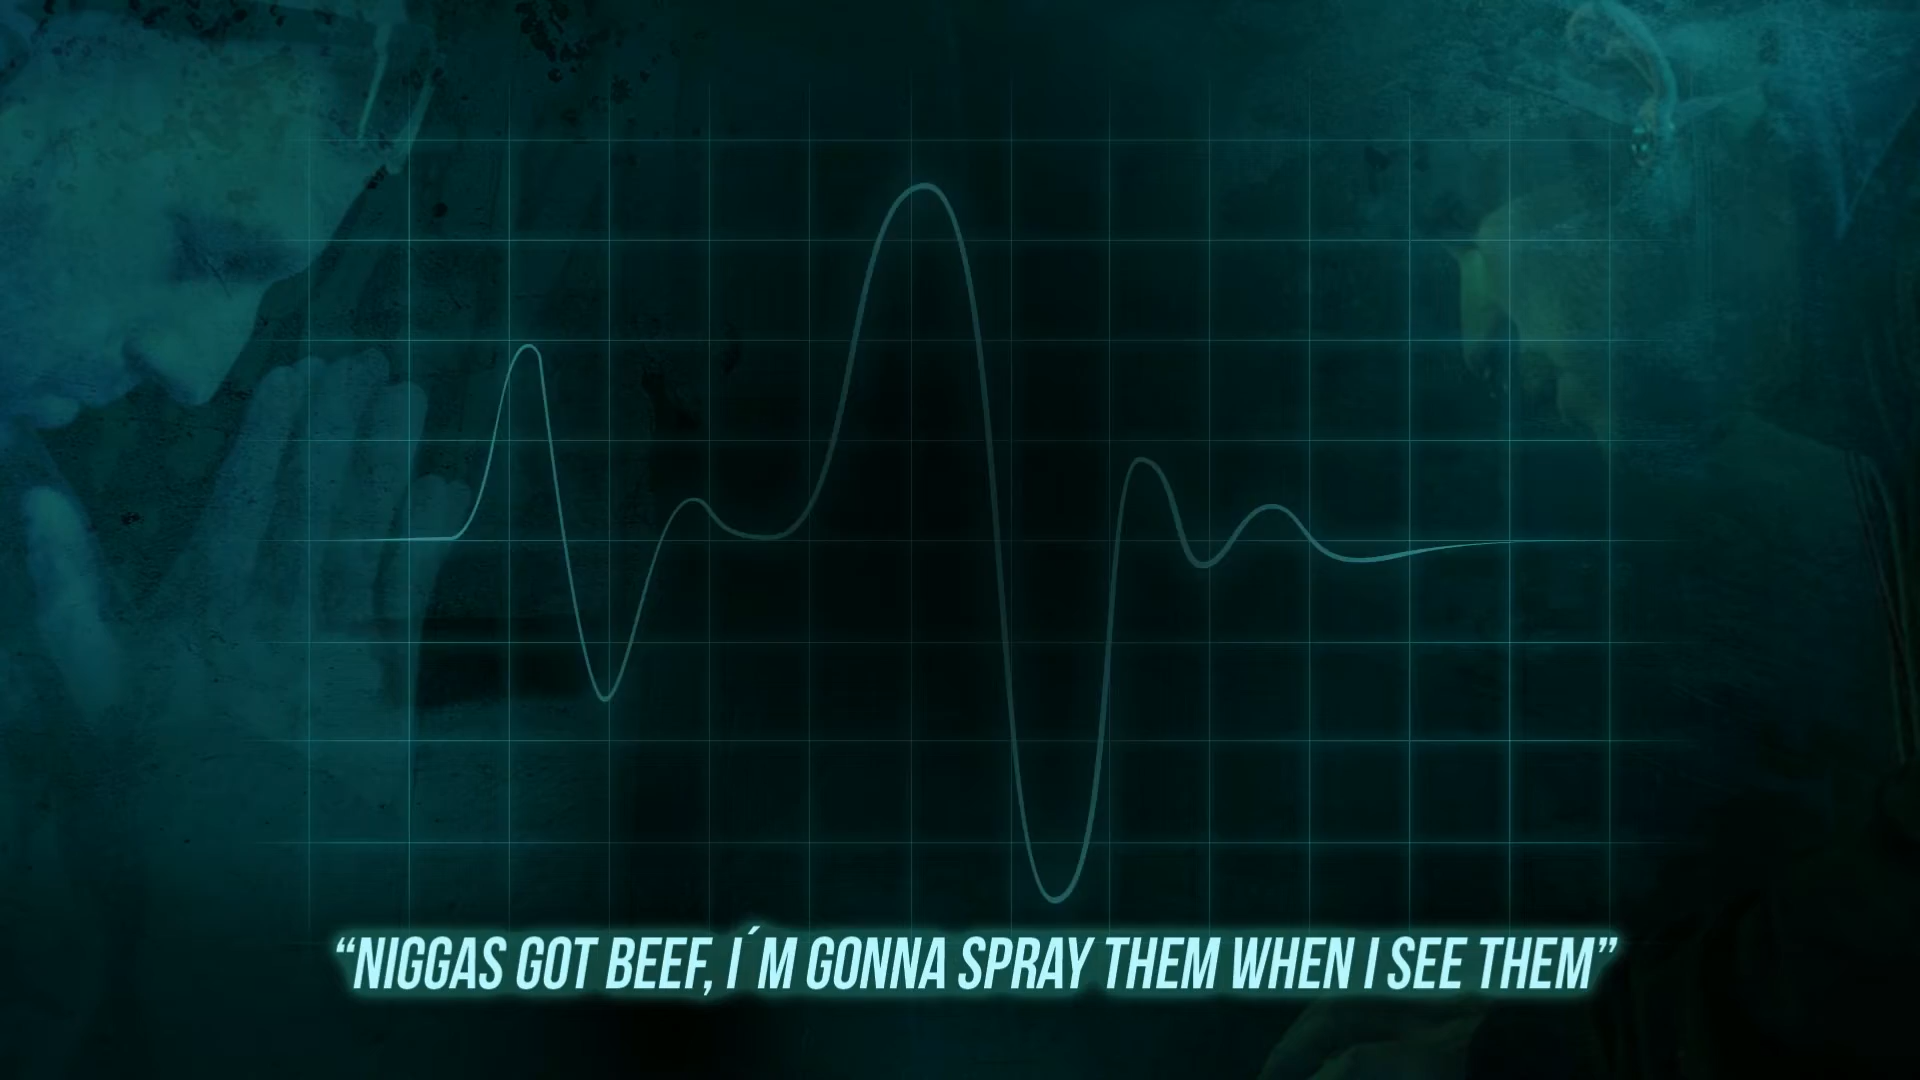 “NIGGAS GOT BEEF, I´M GONNA SPRAY THEM WHEN I SEE THEM”